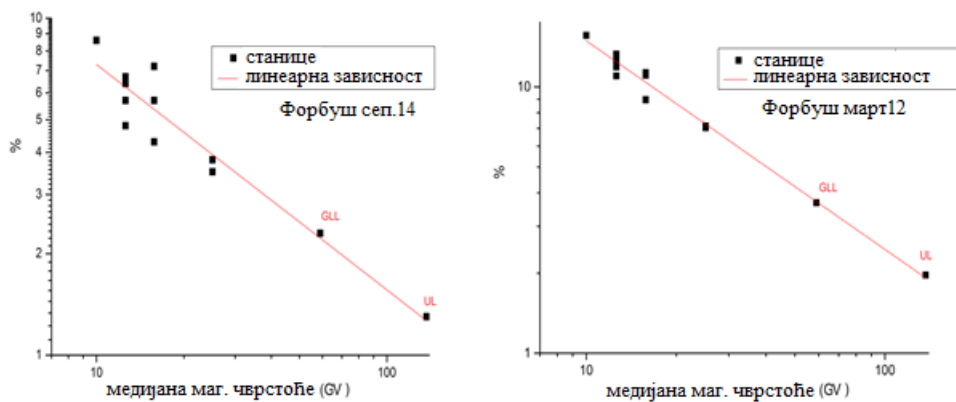 10
9
8
7
6
5
4
3
2
1
%
станице
линеарна зависност
Форбуш сеп.14
GLL
UL
10
100
медијана маг. чврстоће (GV)
10
1
%
станице
линеарна зависност
Форбуш март12
GLL
UL
10
100
медијана маг. чврстоће (GV)